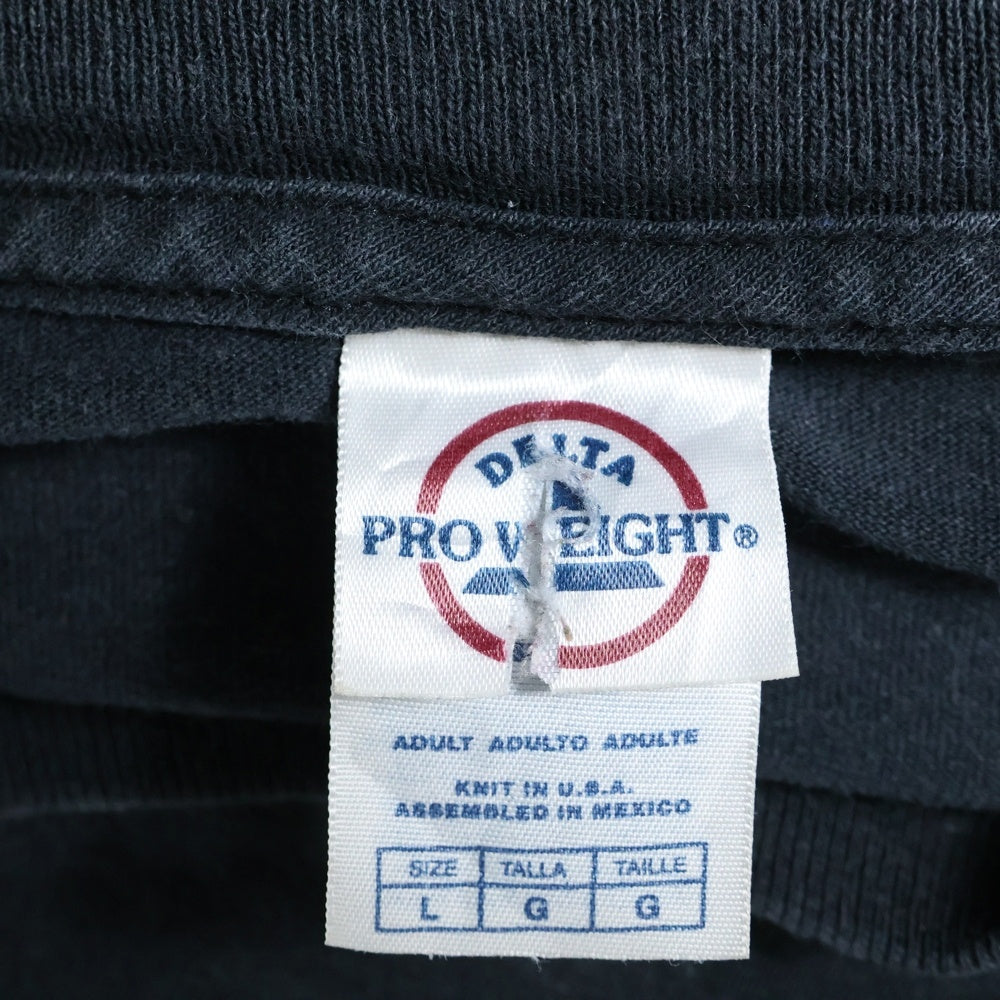 DELTA
PRO WEIGHT®
ADULT ADULTO ADULTE
KNIT IN U.S.A.
ASSEMBLED IN MEXICO
SIZE TALLA TAILLE
L G G